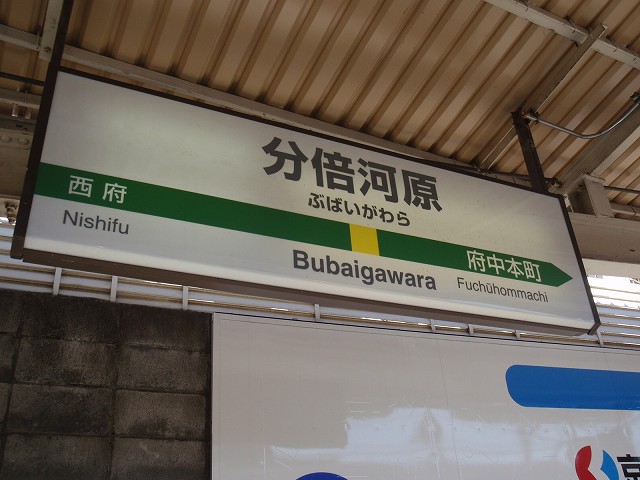 分倍河原
ぶばいがわら
西府
Nishifu
Bubaigawara
府中本町
Fuchūhommachi
京